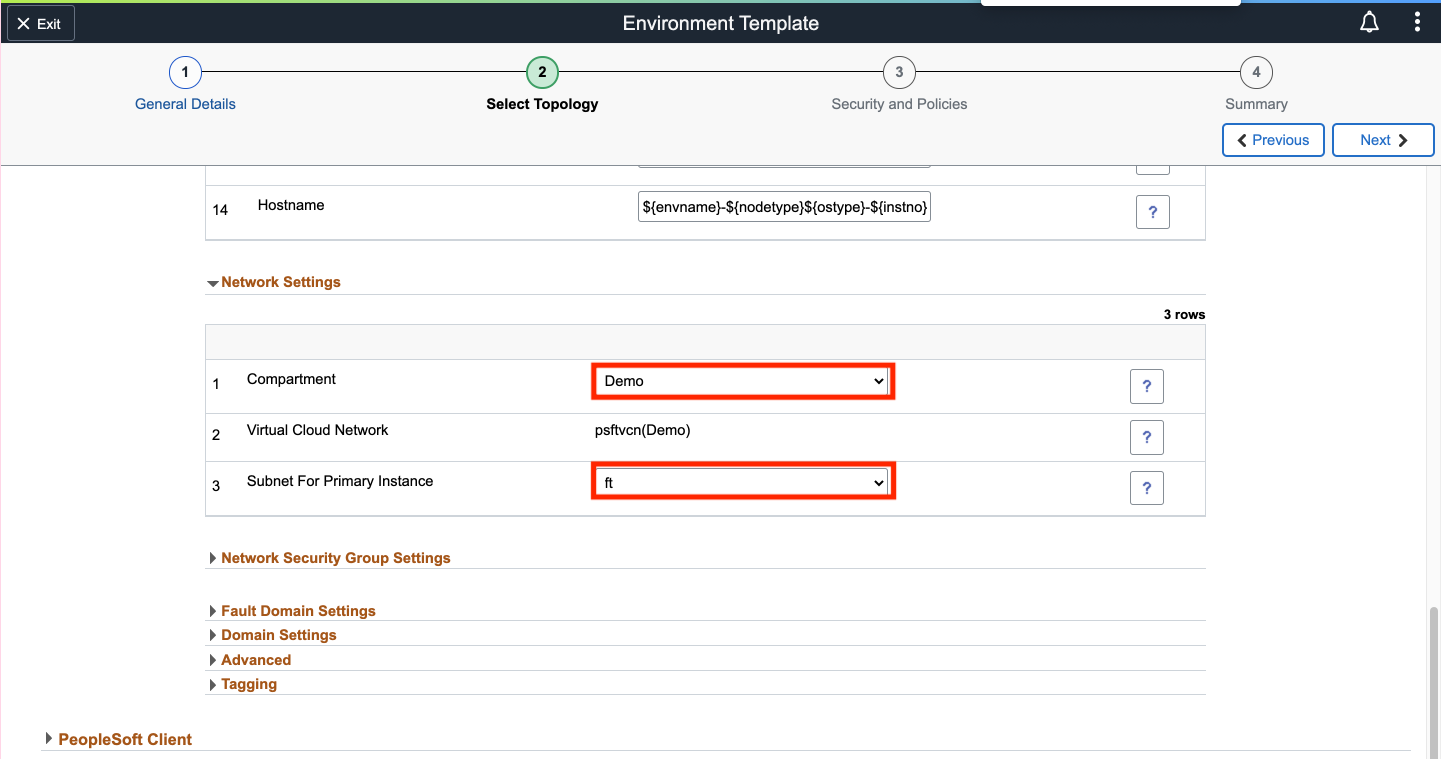 Exit
Environment Template
1
2
3
4
General Details
Select Topology
Security and Policies
Summary
Previous
Next
14
Hostname
${envname}-${nodetype}${ostype}-${instno}
?
Network Settings
3 rows
1
Compartment
Demo
?
2
Virtual Cloud Network
psftvcn(Demo)
?
3
Subnet For Primary Instance
ft
?
Network Security Group Settings
Fault Domain Settings
Domain Settings
Advanced
Tagging
PeopleSoft Client